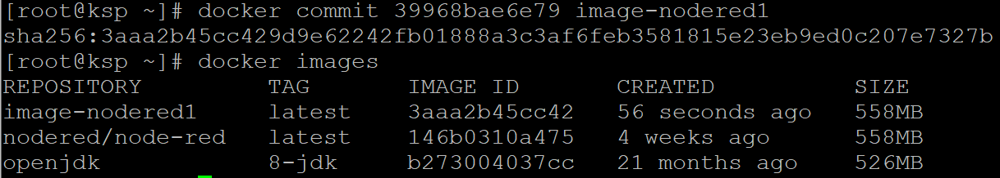 [root@ksp ~]# docker commit 39968bae6e79 image-nodered1
sha256:3aaa2b45cc429d9e62242fb01888a3c3af6feb3581815e23eb9ed0c207e7327b
[root@ksp ~]# docker images
REPOSITORY TAG IMAGE ID CREATED SIZE
image-nodered1 latest 3aaa2b45cc42 56 seconds ago 558MB
nodered/node-red latest 146b0310a475 4 weeks ago 558MB
openjdk 8-jdk b273004037cc 21 months ago 526MB